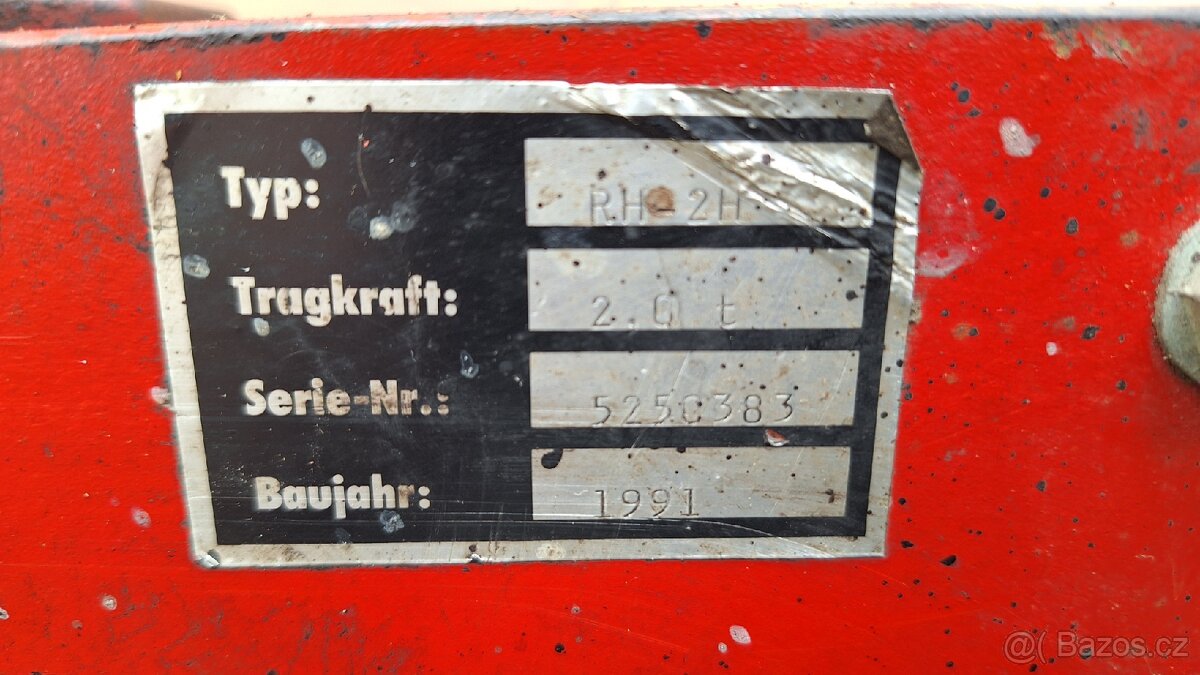 Typ: RH-2H
Tragkraft: 2,0 t
Serie-Nr.: 5250383
Baujahr: 1991
@( Bazos.cz